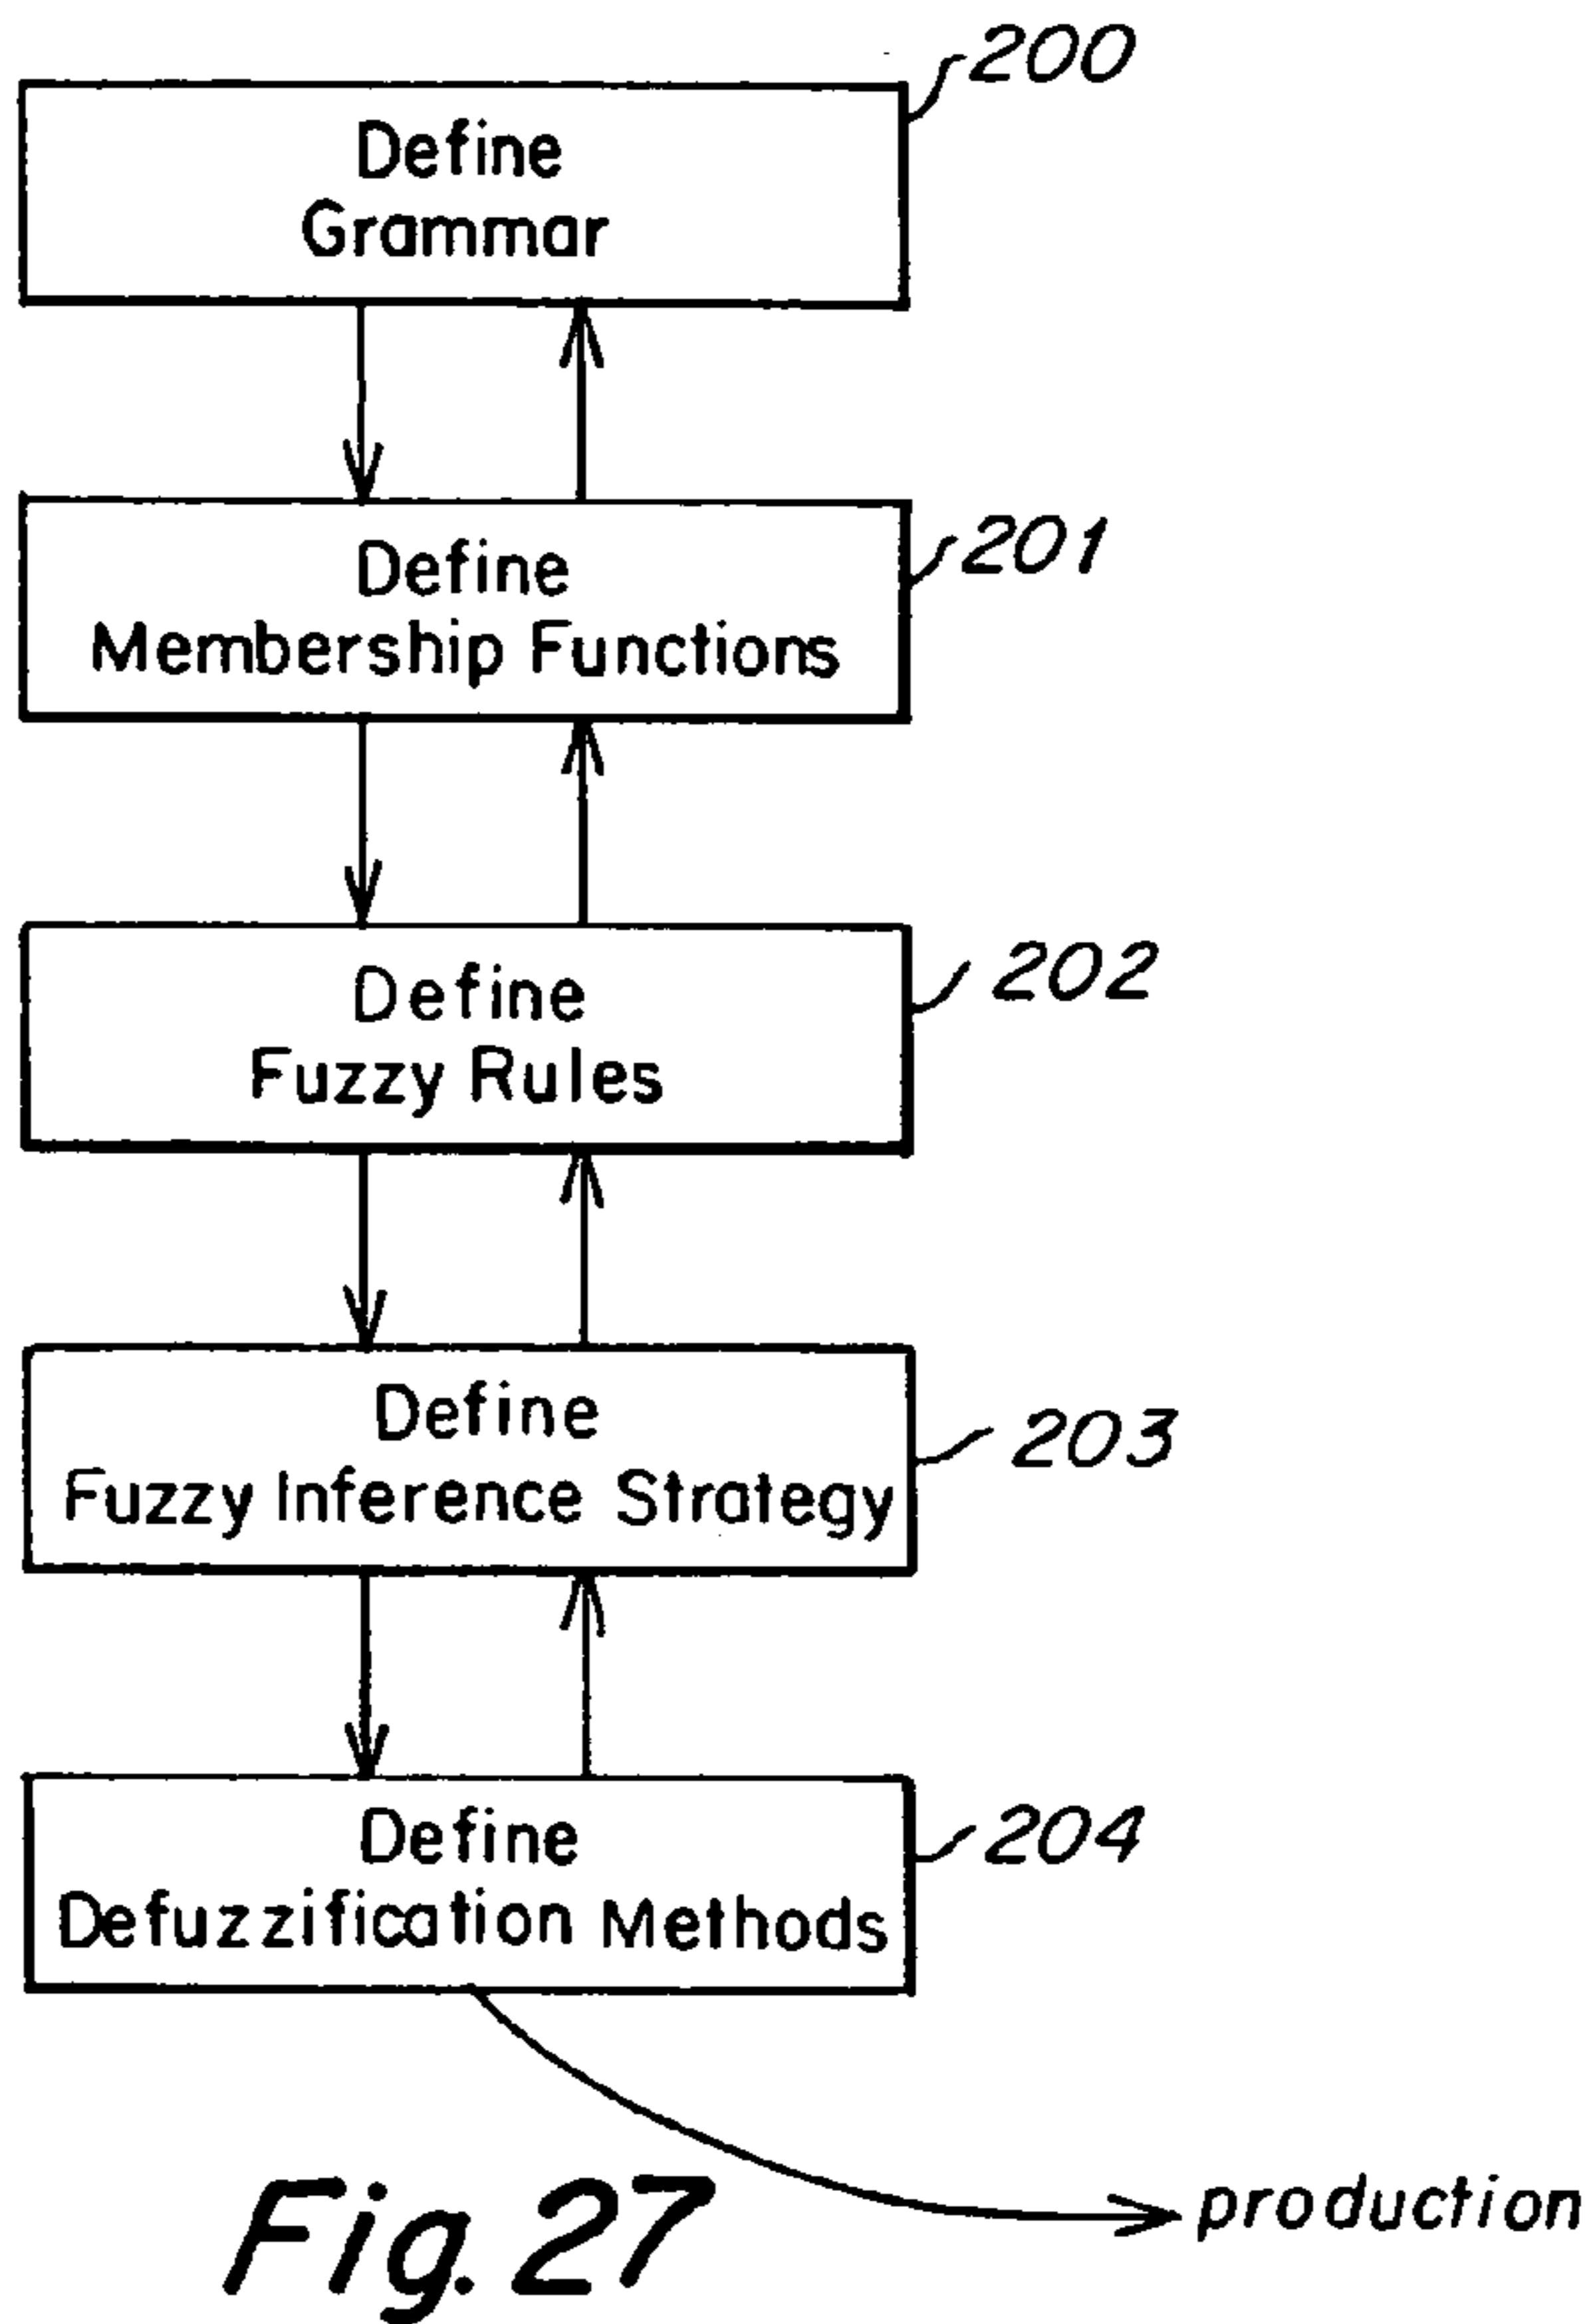 200
Define
Grammar
201
Define
Membership Functions
202
Define
Fuzzy Rules
203
Define
Fuzzy Inference Strategy
204
Define
Defuzzification Methods
production
Fig. 27